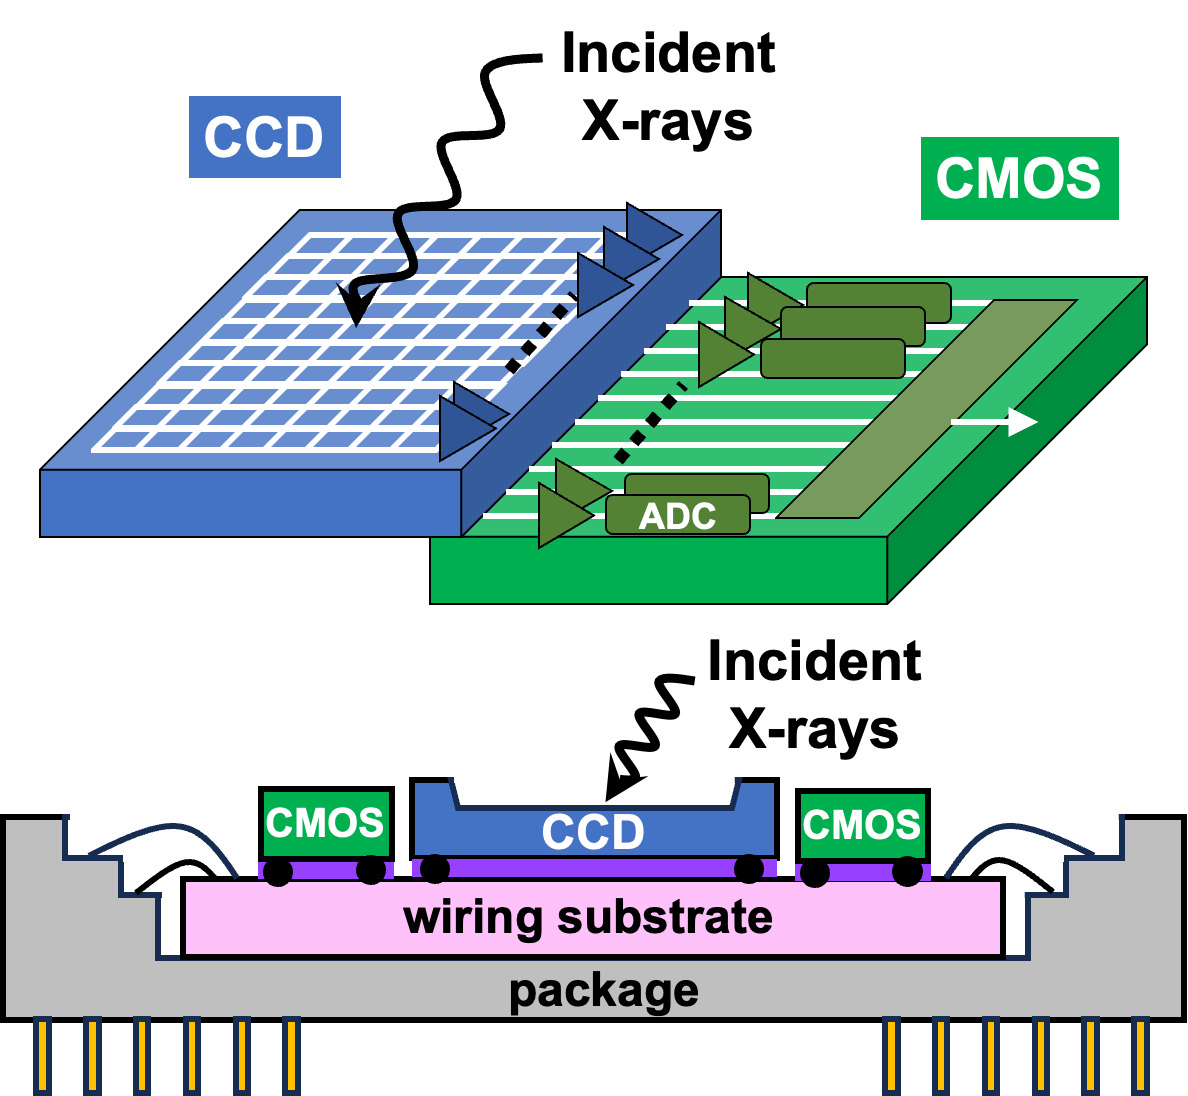 Incident
X-rays
CCD
CMOS
ADC
Incident
X-rays
CMOS
CCD
CMOS
wiring substrate
package